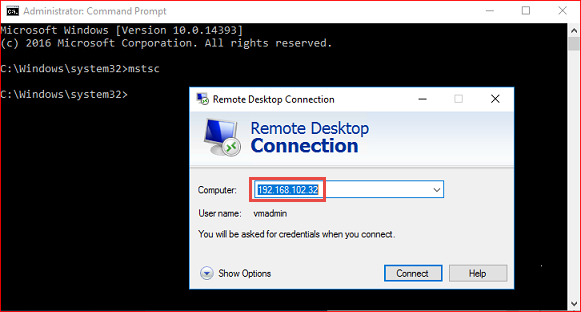 Administrator: Command Prompt
Microsoft Windows [Version 10.0.14393]
(c) 2016 Microsoft Corporation. All rights reserved.
C:\Windows\system32>mstsc
C:\Windows\system32>
Remote Desktop Connection
Remote Desktop
Connection
Computer: 192.168.102.32
User name: vmadmin
You will be asked for credentials when you connect.
Show Options Connect Help